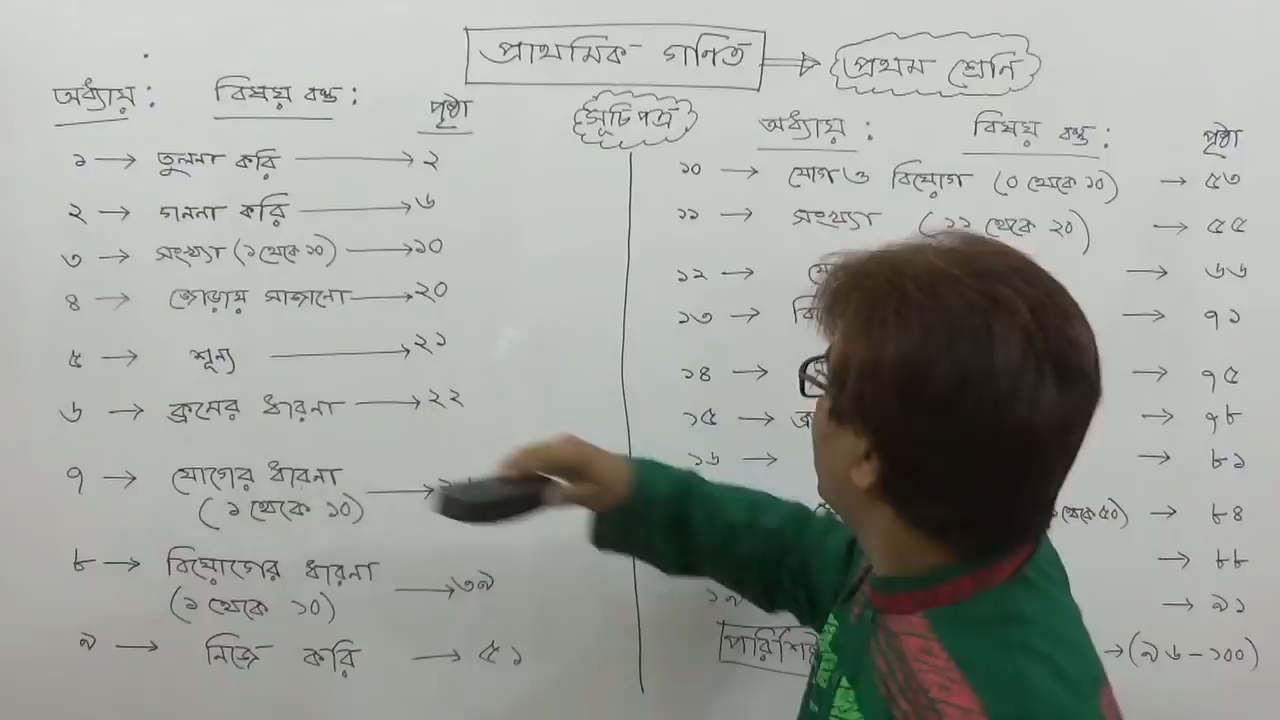 প্রাথমিক গনিত → প্রথম শ্রেনি
সূচিপত্র
অধ্যায় : বিষয় বস্তু : পৃষ্ঠা
১ → তুলনা করি → ২
২ → গননা করি → ৬
৩ → সংখ্যা (১ থেকে ১০) → ১০
৪ → জোড়ায় সাজানো → ২০
৫ → শূন্য → ২১
৬ → ক্রমের ধারনা → ২২
৭ → যোগের ধারনা →
(১ থেকে ১০)
৮ → বিয়োগের ধারনা → ৩৯
(১ থেকে ১০)
৯ → নিজে করি → ৫১
অধ্যায় : বিষয় বস্তু : পৃষ্ঠা
১০ → যোগ ও বিয়োগ (০ থেকে ১০) → ৫৩
১১ → সংখ্যা (১১ থেকে ২০) → ৫৫
১২ → → ৬৬
১৩ → → ৭১
১৪ → → ৭৫
১৫ → → ৭৮
১৬ → → ৮১
থেকে ৫০) → ৮৪
→ ৮৮
১৯ → ৯১
→ (৯৬ - ১০০)